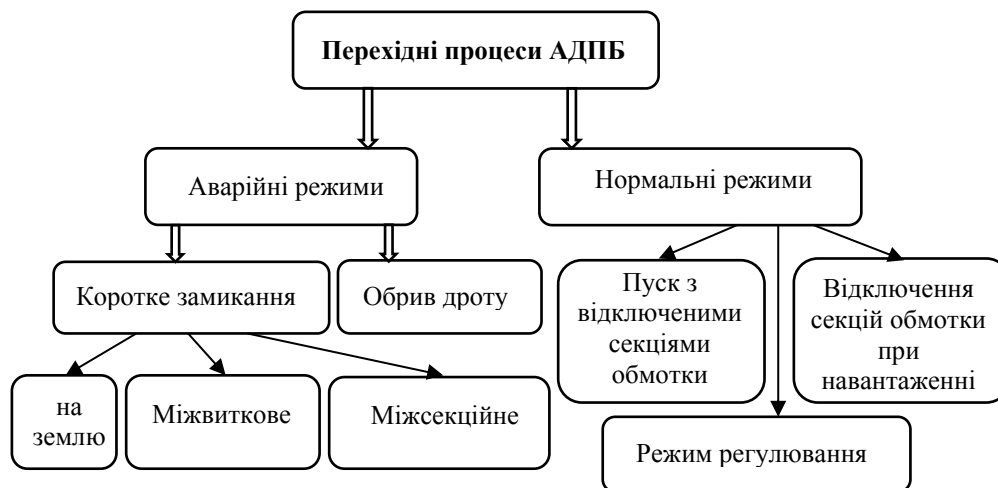 Перехідні процеси АДПБ
Аварійні режими
Нормальні режими
Коротке замикання
Обрив дроту
Пуск з
відключеними
секціями
обмотки
Відключення
секцій обмотки
при
навантаженні
на
землю
Міжвиткове
Міжсекційне
Режим регулювання